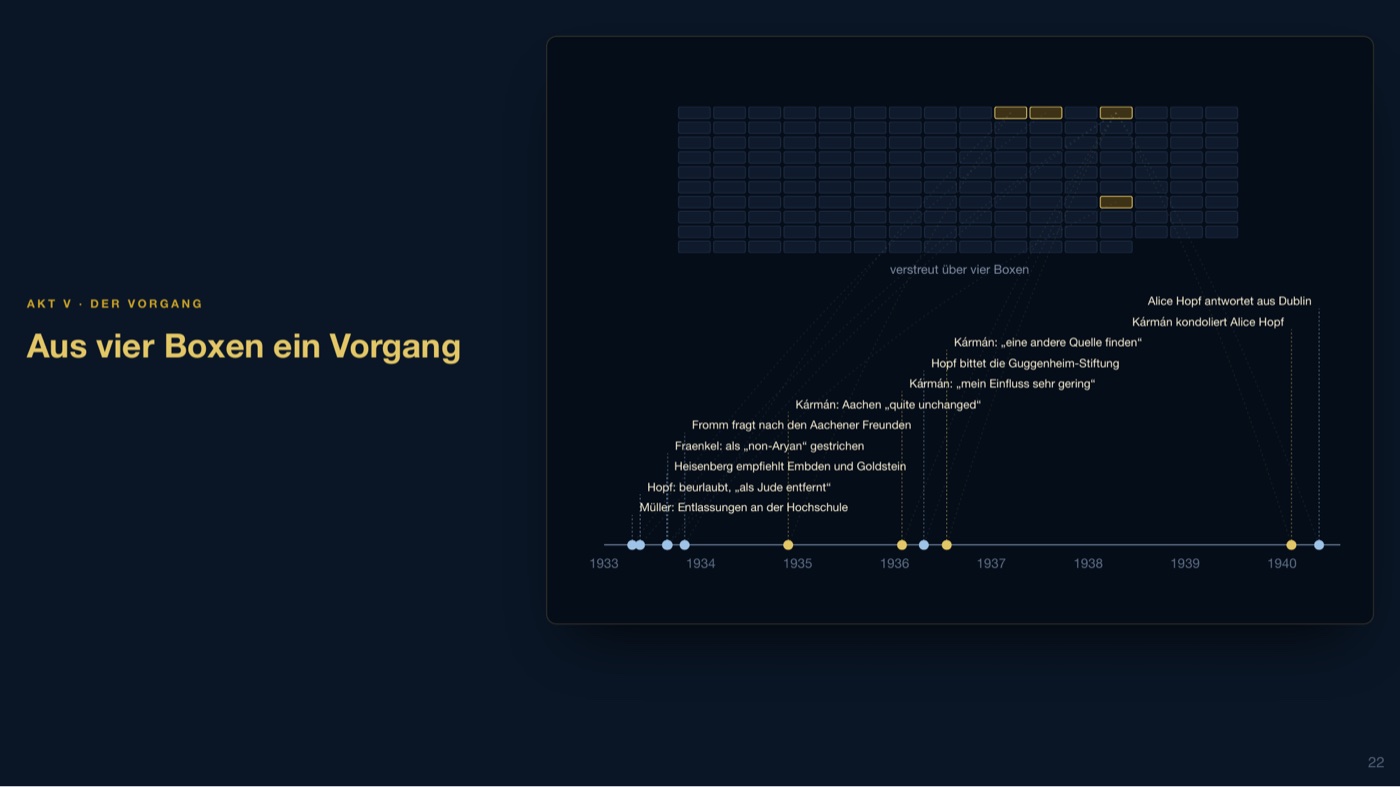 AKT V · DER VORGANG
Aus vier Boxen ein Vorgang
verstreut über vier Boxen
Alice Hopf antwortet aus Dublin
Kármán kondoliert Alice Hopf
Kármán: „eine andere Quelle finden“
Hopf bittet die Guggenheim-Stiftung
Kármán: „mein Einfluss sehr gering“
Kármán: Aachen „quite unchanged“
Fromm fragt nach den Aachener Freunden
Fraenkel: als „non-Aryan“ gestrichen
Heisenberg empfiehlt Embden und Goldstein
Hopf: beurlaubt, „als Jude entfernt“
Müller: Entlassungen an der Hochschule
1933 1934 1935 1936 1937 1938 1939 1940
22